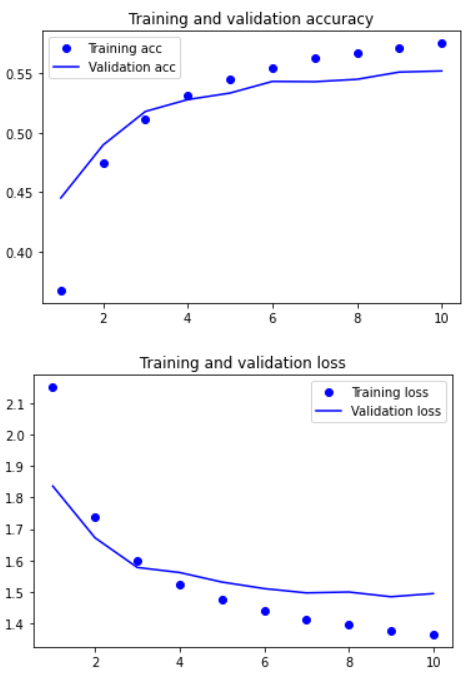 Training and validation accuracy
Training acc
Validation acc
0.55
0.50
0.45
0.40
2 4 6 8 10
Training and validation loss
Training loss
Validation loss
2.1
2.0
1.9
1.8
1.7
1.6
1.5
1.4
2 4 6 8 10